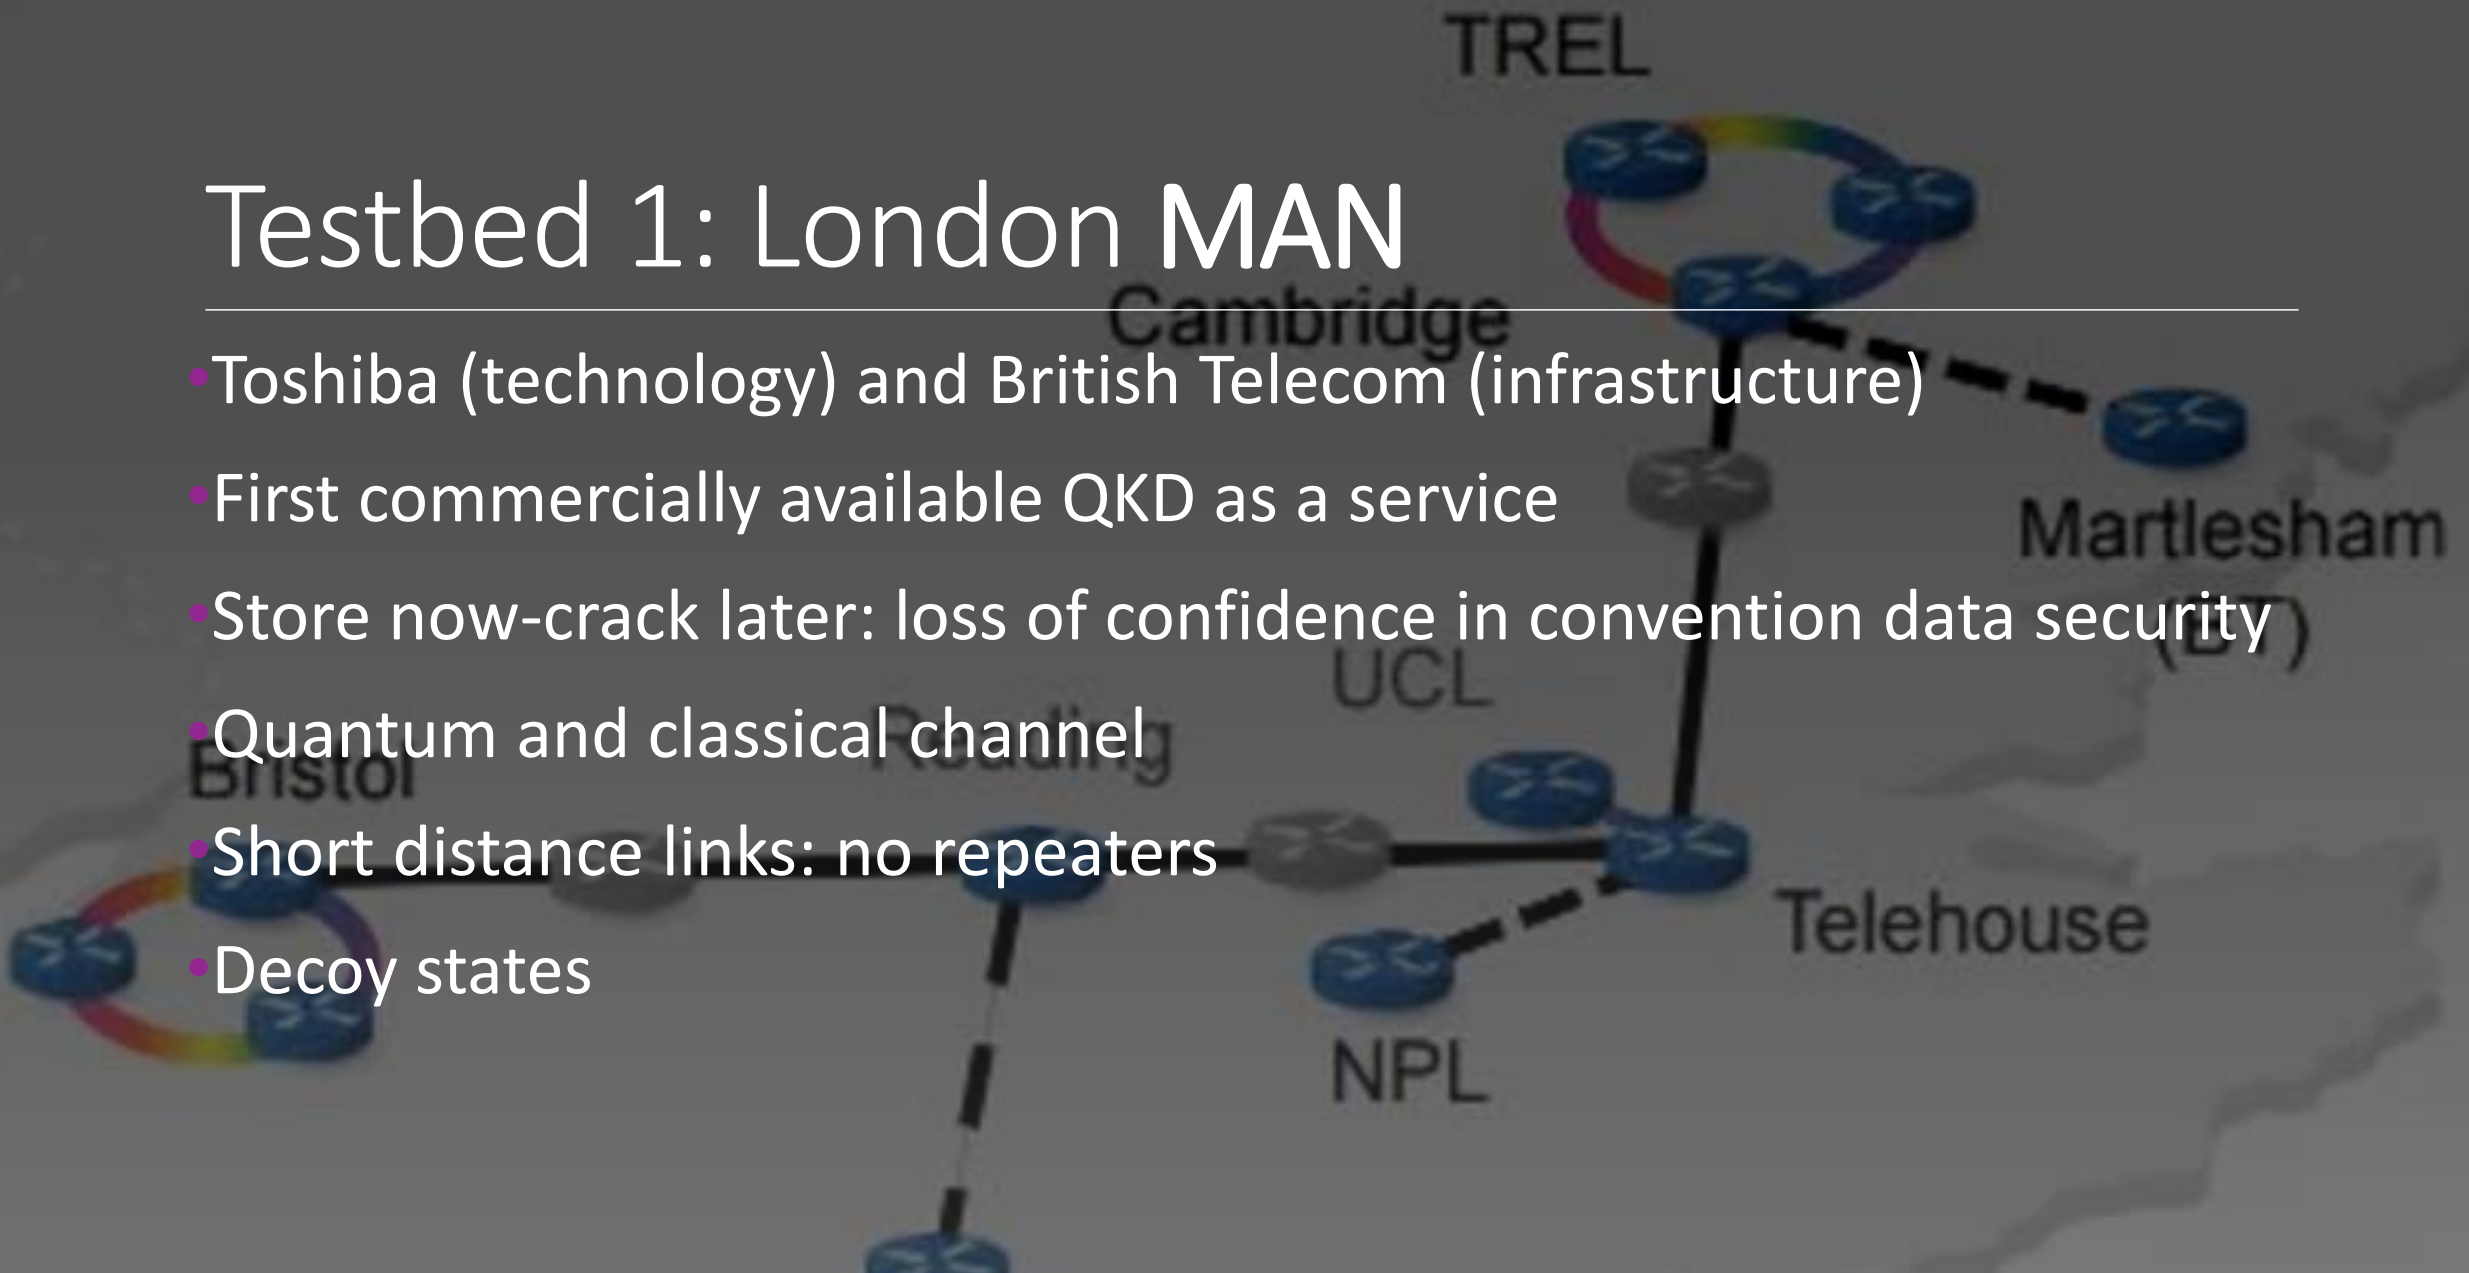 TREL
Testbed 1: London MAN
Cambridge
•Toshiba (technology) and British Telecom (infrastructure)
•First commercially available QKD as a service
Martlesham
(BT)
•Store now-crack later: loss of confidence in convention data security
UCL
Reading
•Quantum and classical channel
Bristol
•Short distance links: no repeaters
Telehouse
•Decoy states
NPL